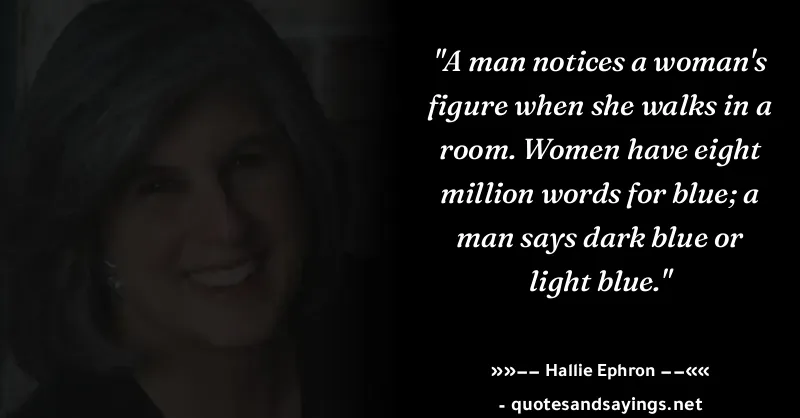 "A man notices a woman's
figure when she walks in a
room. Women have eight
million words for blue; a
man says dark blue or
light blue."
»»−− Hallie Ephron −−««
- quotesandsayings.net